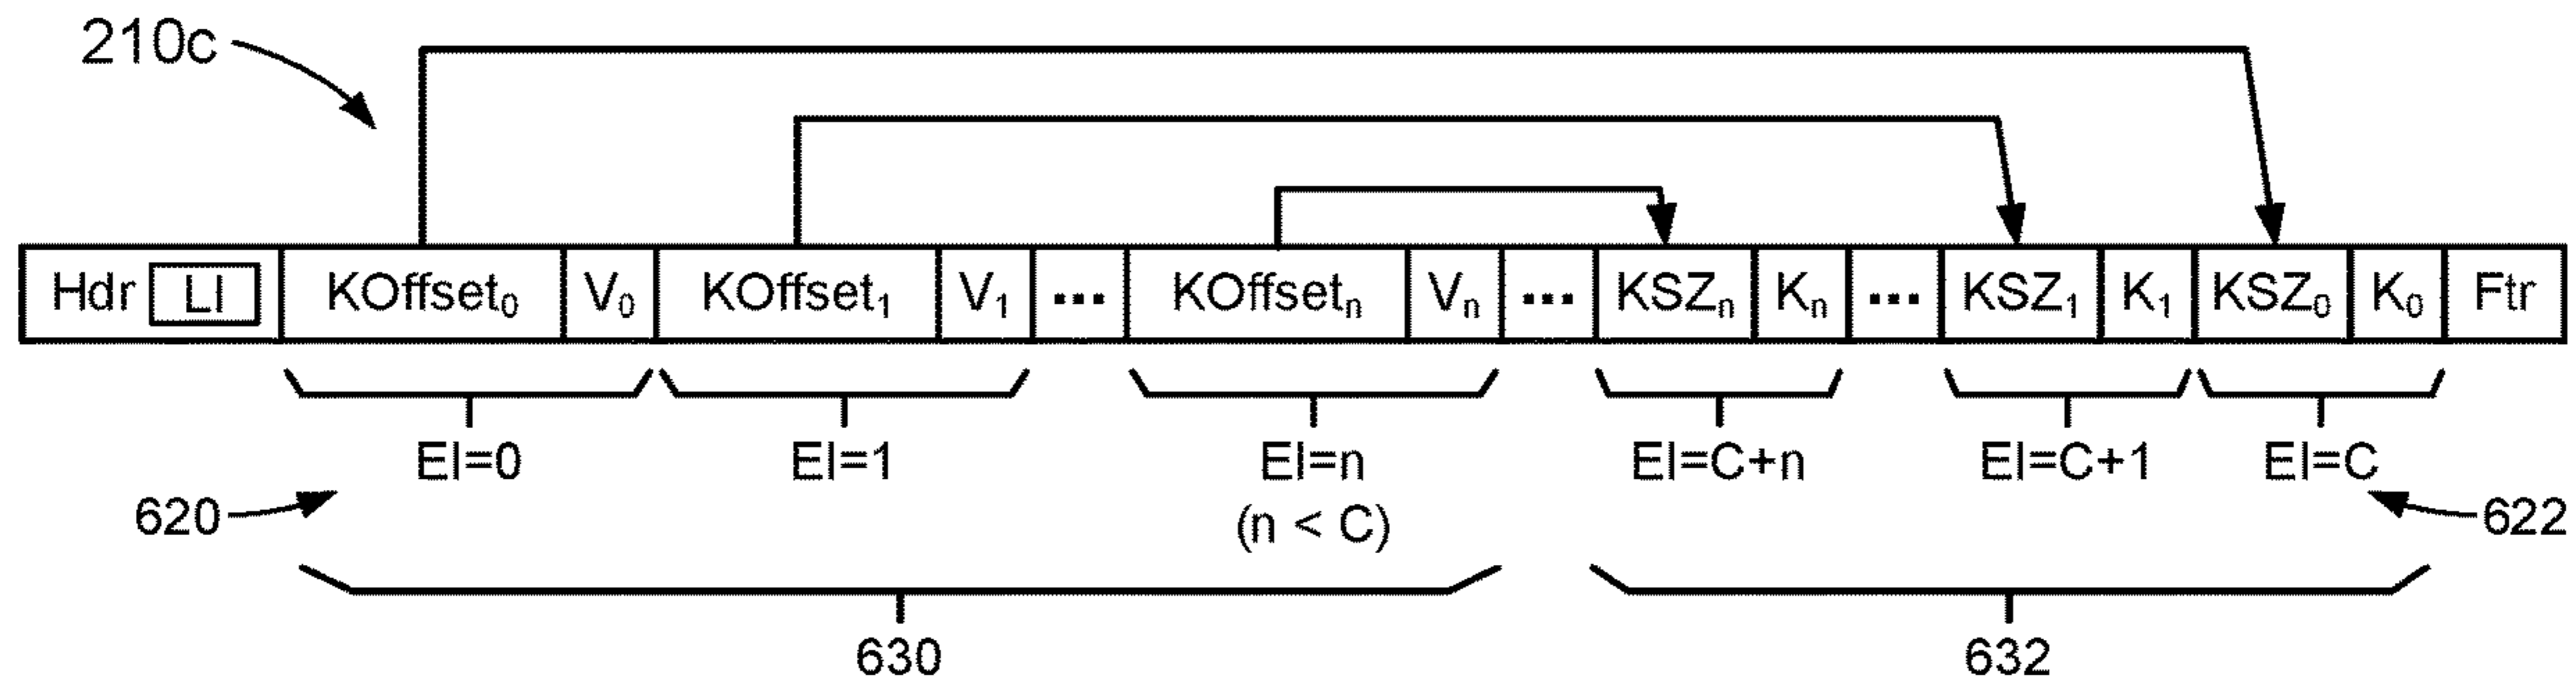 210c
Hdr LI KOffset₀ V₀ KOffset₁ V₁ ... KOffsetₙ Vₙ ... KSZₙ Kₙ ... KSZ₁ K₁ KSZ₀ K₀ Ftr
EI=0 EI=1 EI=n EI=C+n EI=C+1 EI=C
620 (n < C) 622
630 632